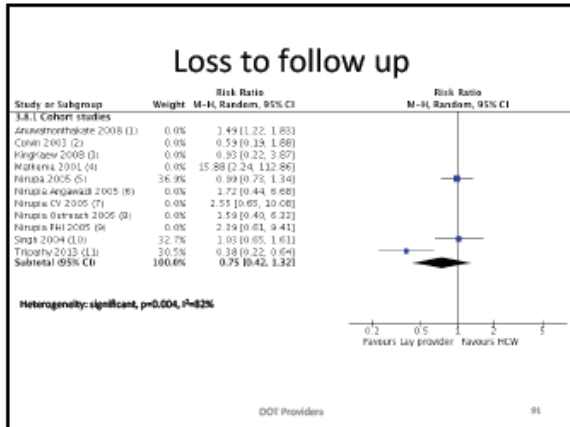 Loss to follow up
Risk Ratio Risk Ratio
Study or Subgroup Weight M-H, Random, 95% CI M-H, Random, 95% CI
3.8.1 Cohort studies
Anuwatnonthakate 2008 (1) 0.0% 1.49 [1.22, 1.83]
Colvin 2003 (2) 0.0% 0.59 [0.19, 1.88]
Kingkaew 2008 (3) 0.0% 0.93 [0.22, 3.87]
Mathema 2001 (4) 0.0% 15.88 [2.24, 112.86]
Nirupa 2005 (5) 36.9% 0.99 [0.73, 1.34]
Nirupia Angawadi 2005 (6) 0.0% 1.72 [0.44, 6.68]
Nirupia CV 2005 (7) 0.0% 2.55 [0.65, 10.08]
Nirupia Outreach 2005 (8) 0.0% 1.59 [0.40, 6.22]
Nirupia PHI 2005 (9) 0.0% 2.39 [0.61, 9.41]
Singh 2004 (10) 32.7% 1.03 [0.65, 1.61]
Tripathy 2013 (11) 30.5% 0.38 [0.22, 0.64]
Subtotal (95% CI) 100.0% 0.75 [0.42, 1.32]
Heterogeneity: significant, p=0.004, I²=82%
0.2 0.5 1 2 5
Favours Lay provider Favours HCW
DOT Providers